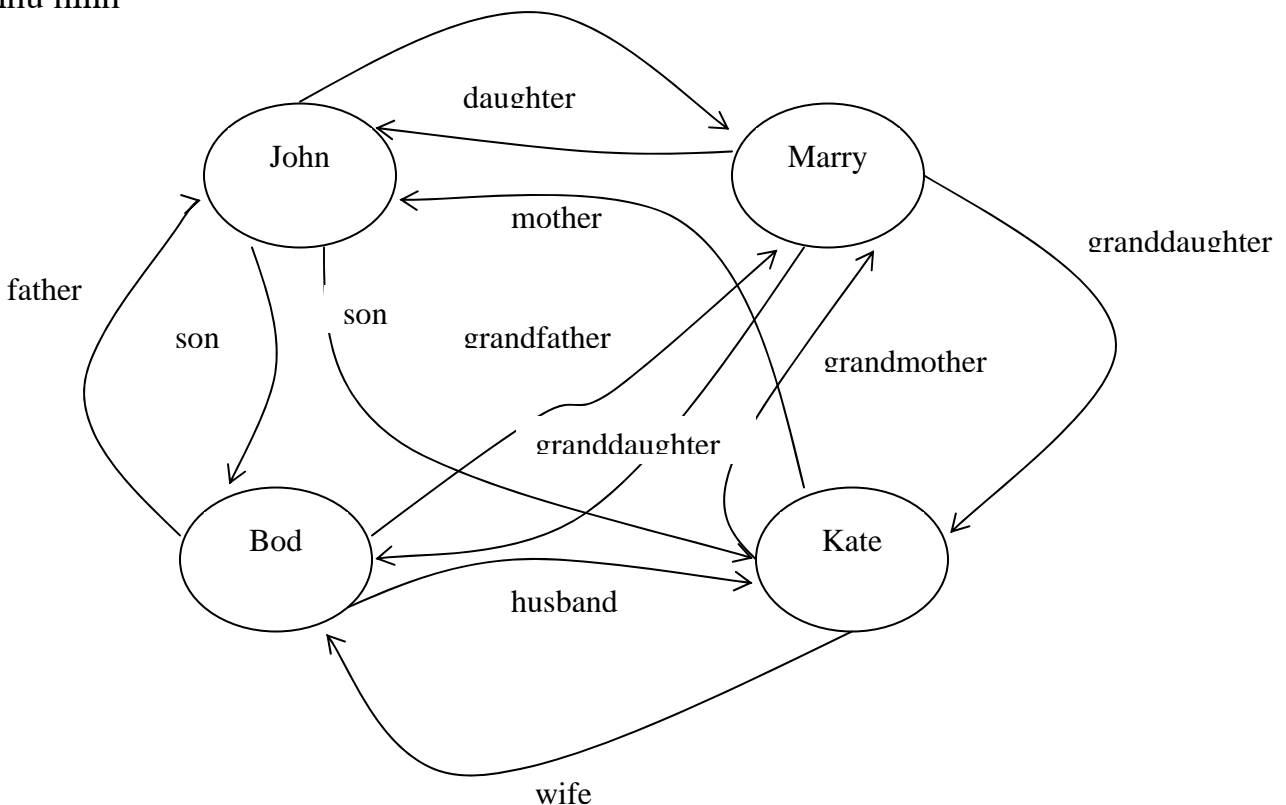 daughter
John
Marry
mother
granddaughter
father
son
son
grandfather
grandmother
granddaughter
Bod
Kate
husband
wife